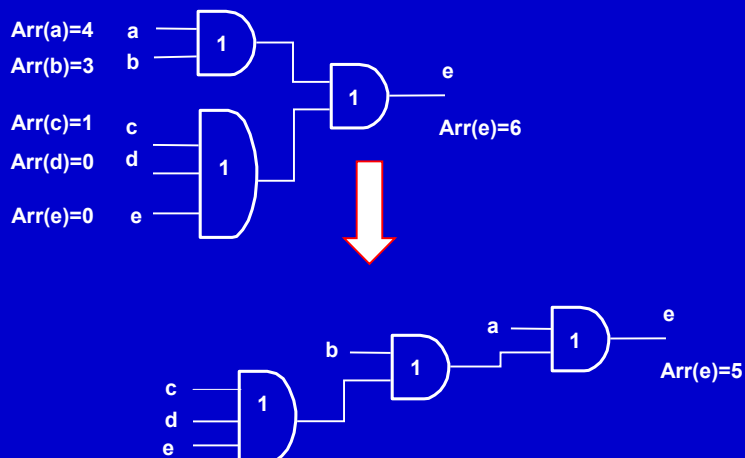 Arr(a)=4 a
1
Arr(b)=3 b
e
1
Arr(c)=1 c
Arr(e)=6
Arr(d)=0 d
1
Arr(e)=0 e
a e
1
b
1
Arr(e)=5
c
1
d
e